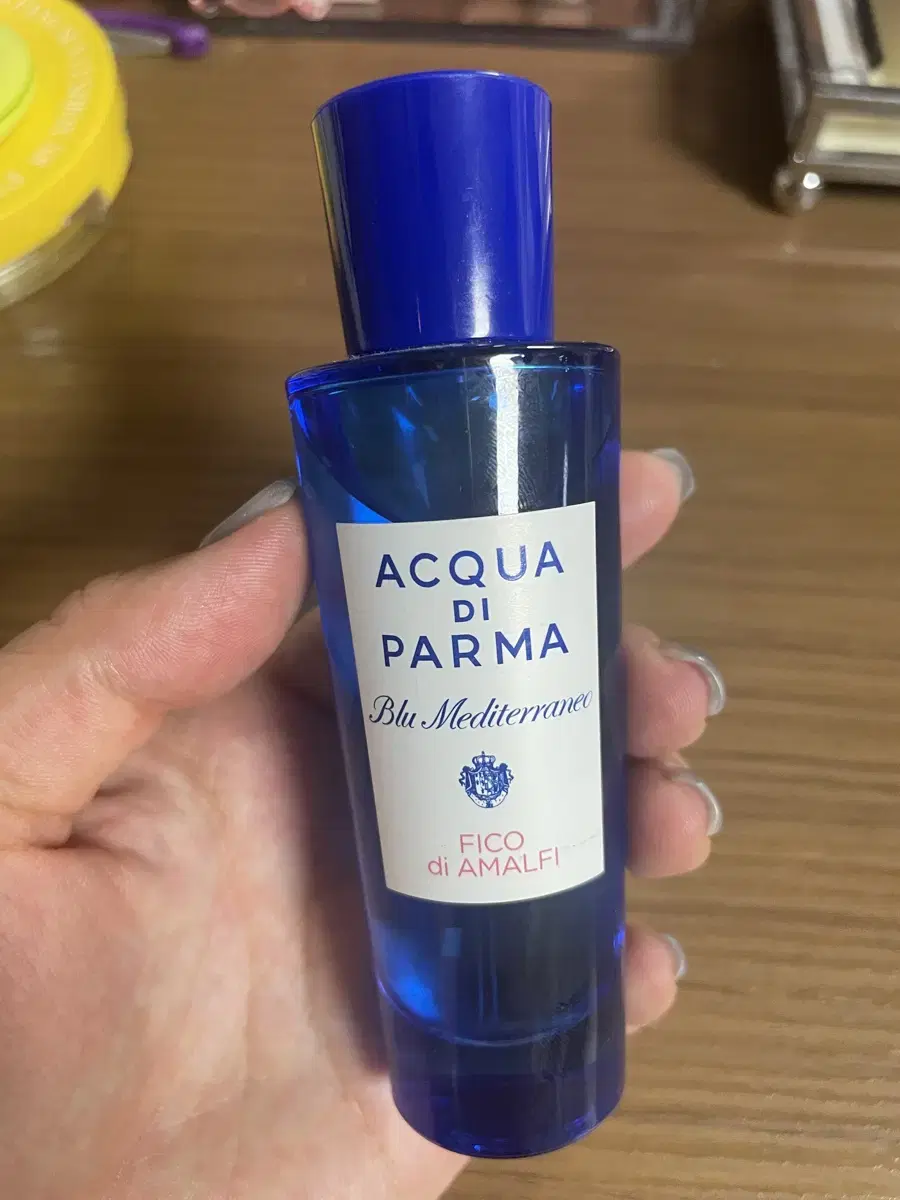 ACQUA
DI
PARMA
Blu Mediterraneo
FICO
di AMALFI